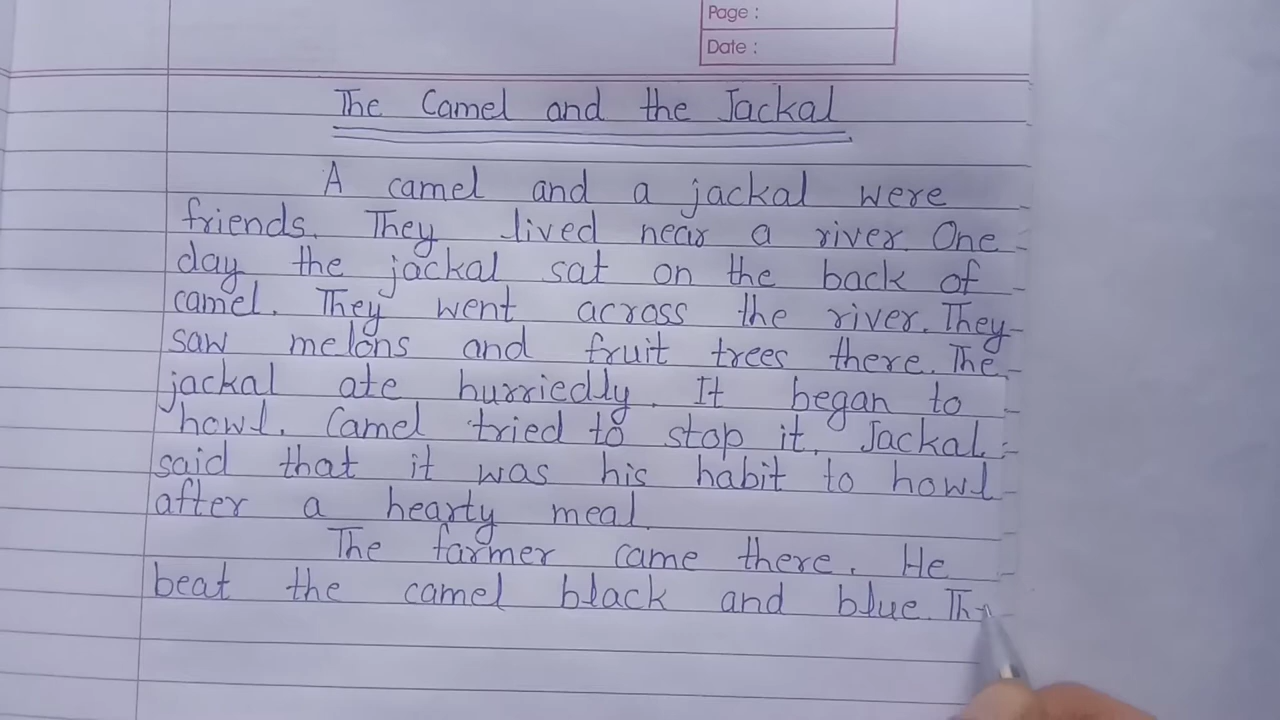 Page :
Date :
The Camel and the Jackal
A camel and a jackal were
friends. They lived near a river. One
day the jackal sat on the back of
camel. They went across the river. They
saw melons and fruit trees there. The
jackal ate hurriedly. It began to
howl. Camel tried to stop it. Jackal
said that it was his habit to howl
after a hearty meal.
The farmer came there. He
beat the camel black and blue.